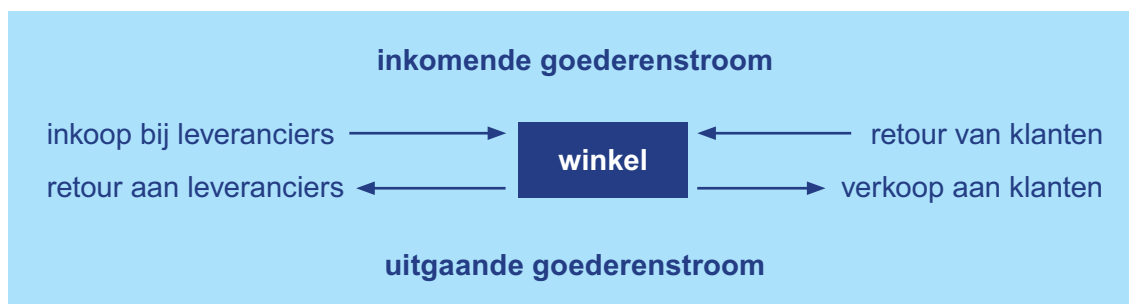 inkomende goederenstroom
inkoop bij leveranciers
retour van klanten
winkel
retour aan leveranciers
verkoop aan klanten
uitgaande goederenstroom